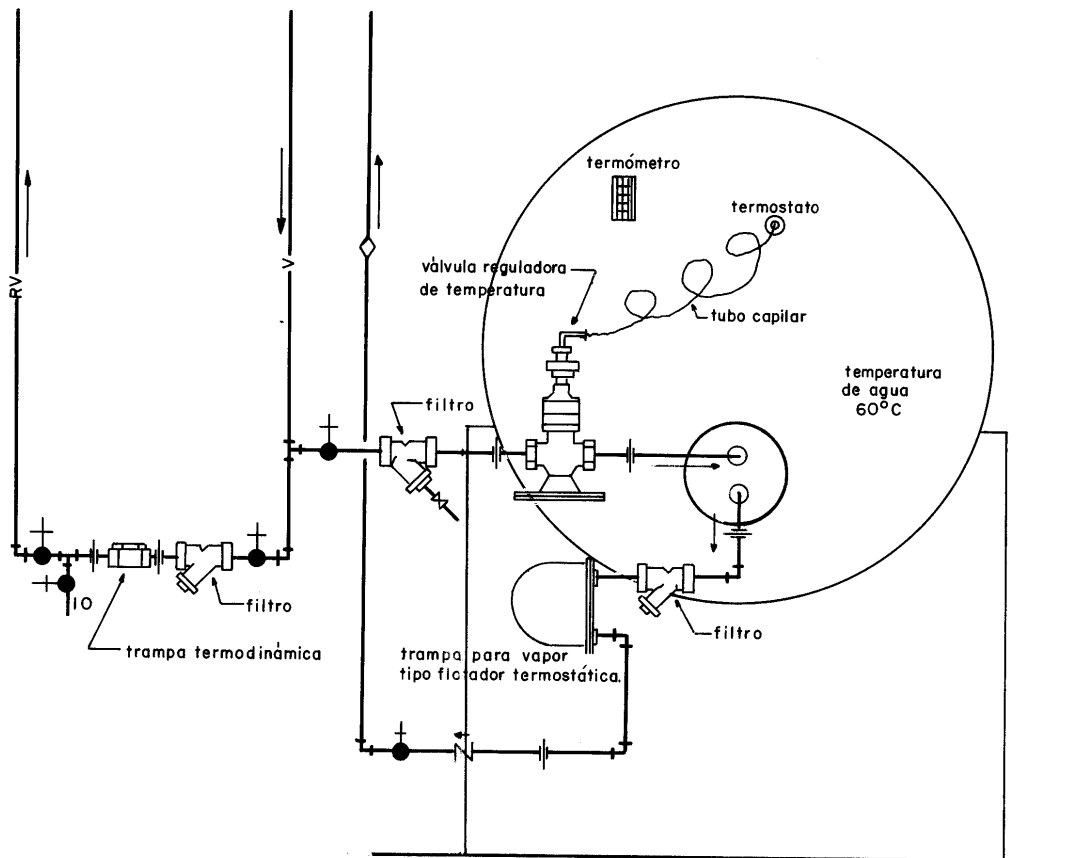 termómetro
termostato
válvula reguladora
de temperatura
tubo capilar
temperatura
de agua
60°C
RV
V
filtro
10
filtro
filtro
trampa termodinámica
trampa para vapor
tipo flotador termostática.